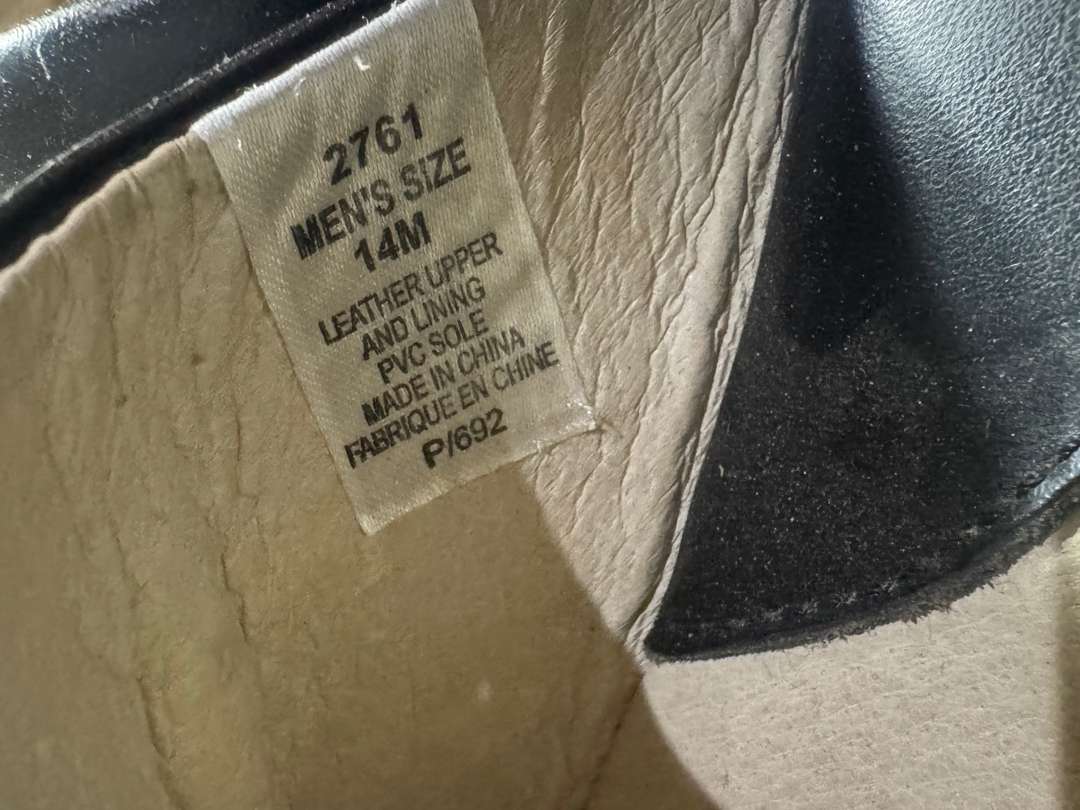 2761
MEN'S SIZE
14M
LEATHER UPPER
AND LINING
PVC SOLE
MADE IN CHINA
FABRIQUE EN CHINE
P/692